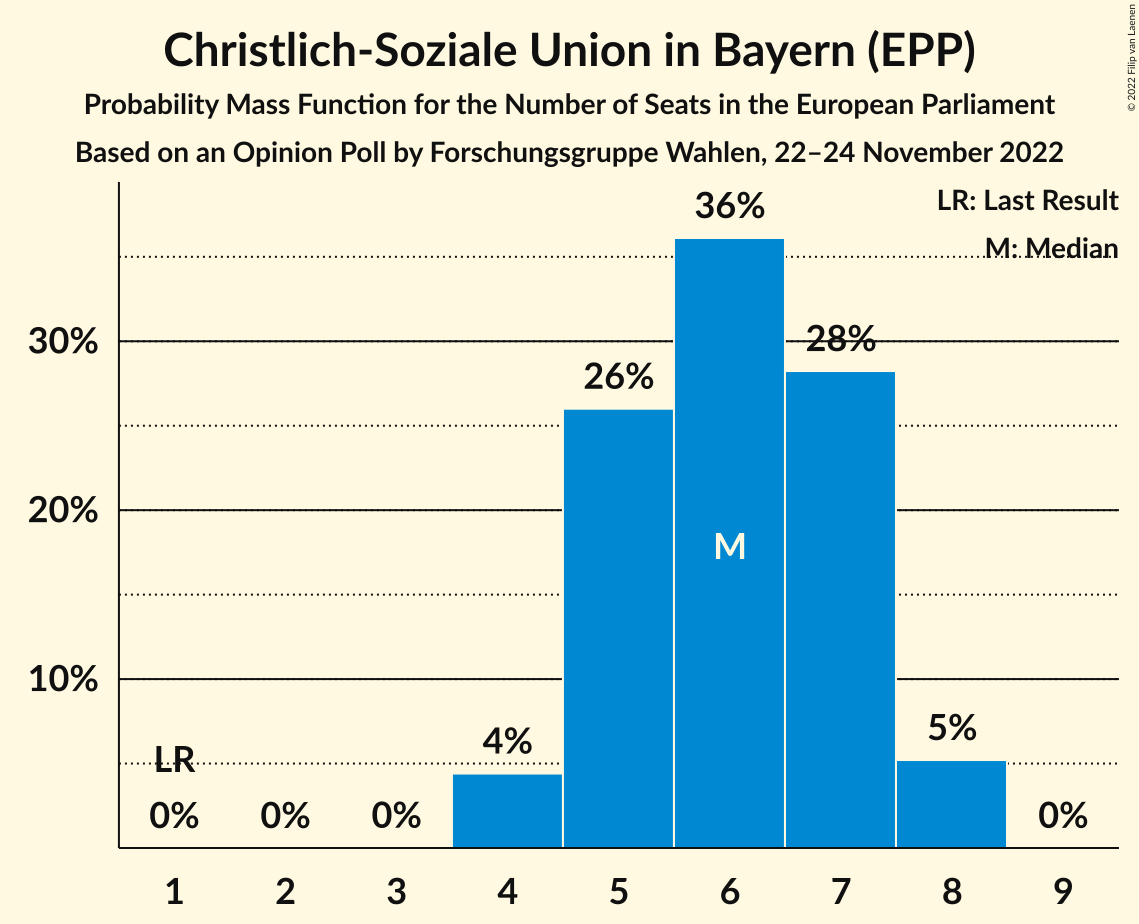 Christlich-Soziale Union in Bayern (EPP)
Probability Mass Function for the Number of Seats in the European Parliament
Based on an Opinion Poll by Forschungsgruppe Wahlen, 22–24 November 2022
© 2022 Filip van Laenen
LR: Last Result
M: Median
36%
30%
28%
26%
20%
M
10%
LR
0%
0%
0%
4%
5%
0%
1 2 3 4 5 6 7 8 9